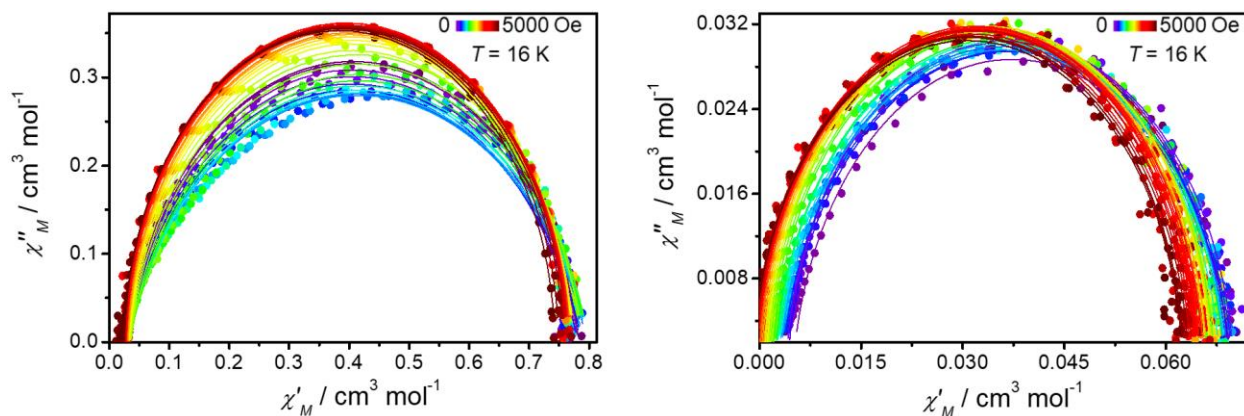 0 5000 Oe
T = 16 K
χ''M / cm³ mol⁻¹
0.3
0.2
0.1
0.0
0.0 0.1 0.2 0.3 0.4 0.5 0.6 0.7 0.8
χ'M / cm³ mol⁻¹
0 5000 Oe
T = 16 K
χ''M / cm³ mol⁻¹
0.032
0.024
0.016
0.008
0.000 0.015 0.030 0.045 0.060
χ'M / cm³ mol⁻¹